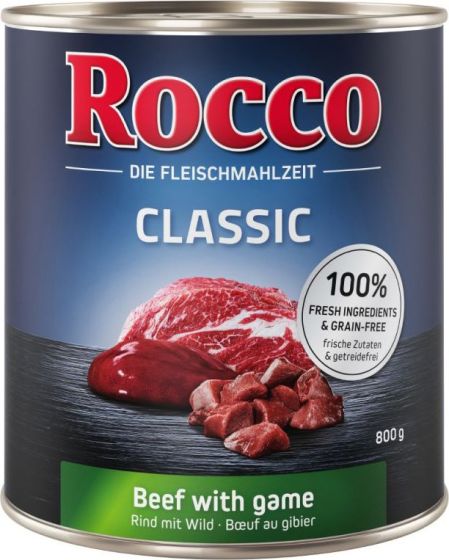 Rocco
DIE FLEISCHMAHLZEIT
CLASSIC
100%
FRESH INGREDIENTS
& GRAIN-FREE
frische Zutaten
& getreidefrei
800 g
Beef with game
Rind mit Wild · Bœuf au gibier